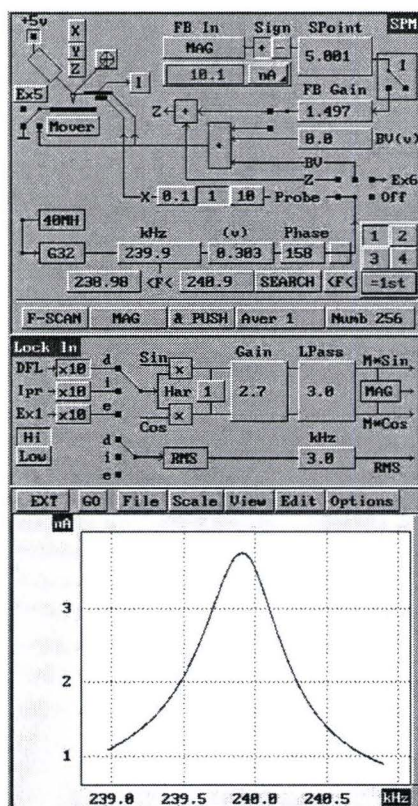 +5v X FB In Sign SPoint SPM
Y MAG + - 5.001 I
Z 10.1 nA
I FB Gain
Ex5 Z 1.497
Mover + + 0.0 BV(v)
BV
Z Ex6
X 0.1 1 10 Probe Off
40MH
kHz (v) Phase 1 2
G32 239.9 0.303 158 3 4
238.98 <F< 240.9 SEARCH <F< =1st
F-SCAN MAG & PUSH Aver 1 Numb 256
Lock In
DFL x10 d Sin Gain LPass M*Sin
Ipr x10 i x 2.7 3.0
Ex1 x10 e Har 1 MAG
Hi Cos x M*Cos
Low d kHz
i RMS 3.0 RMS
e
EXT GO File Scale View Edit Options
nA
3
2
1
239.0 239.5 240.0 240.5 kHz